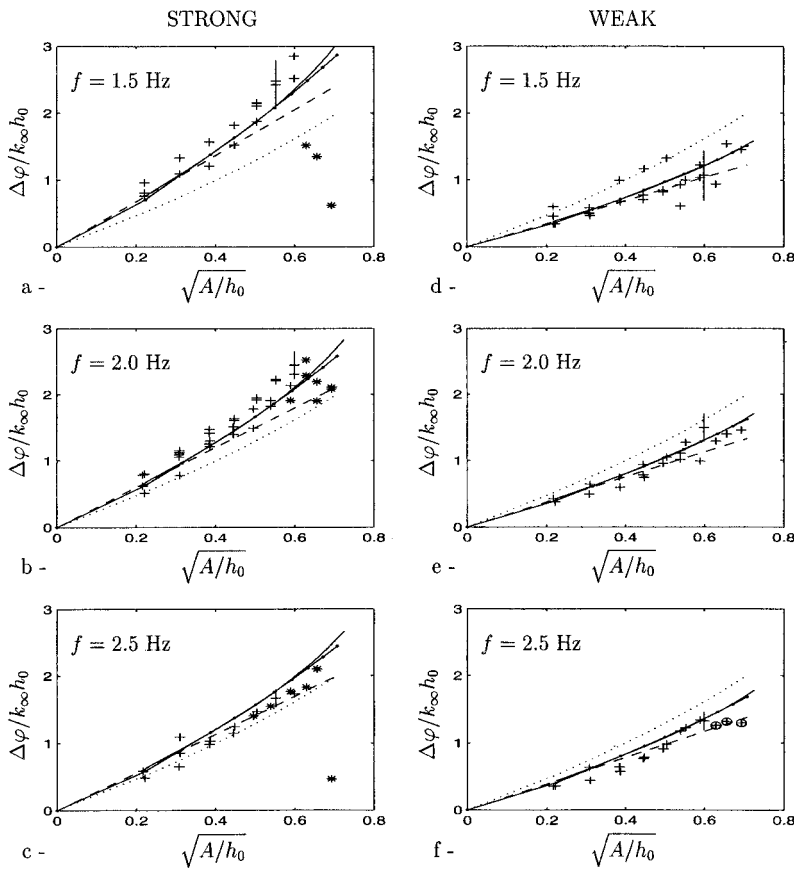 STRONG
WEAK
3
2
1
0
0
0.2
0.4
0.6
0.8
f = 1.5 Hz
Δφ/k∞h₀
a -
√A/h₀
3
2
1
0
0
0.2
0.4
0.6
0.8
f = 1.5 Hz
Δφ/k∞h₀
d -
√A/h₀
3
2
1
0
0
0.2
0.4
0.6
0.8
f = 2.0 Hz
Δφ/k∞h₀
b -
√A/h₀
3
2
1
0
0
0.2
0.4
0.6
0.8
f = 2.0 Hz
Δφ/k∞h₀
e -
√A/h₀
3
2
1
0
0
0.2
0.4
0.6
0.8
f = 2.5 Hz
Δφ/k∞h₀
c -
√A/h₀
3
2
1
0
0
0.2
0.4
0.6
0.8
f = 2.5 Hz
Δφ/k∞h₀
f -
√A/h₀